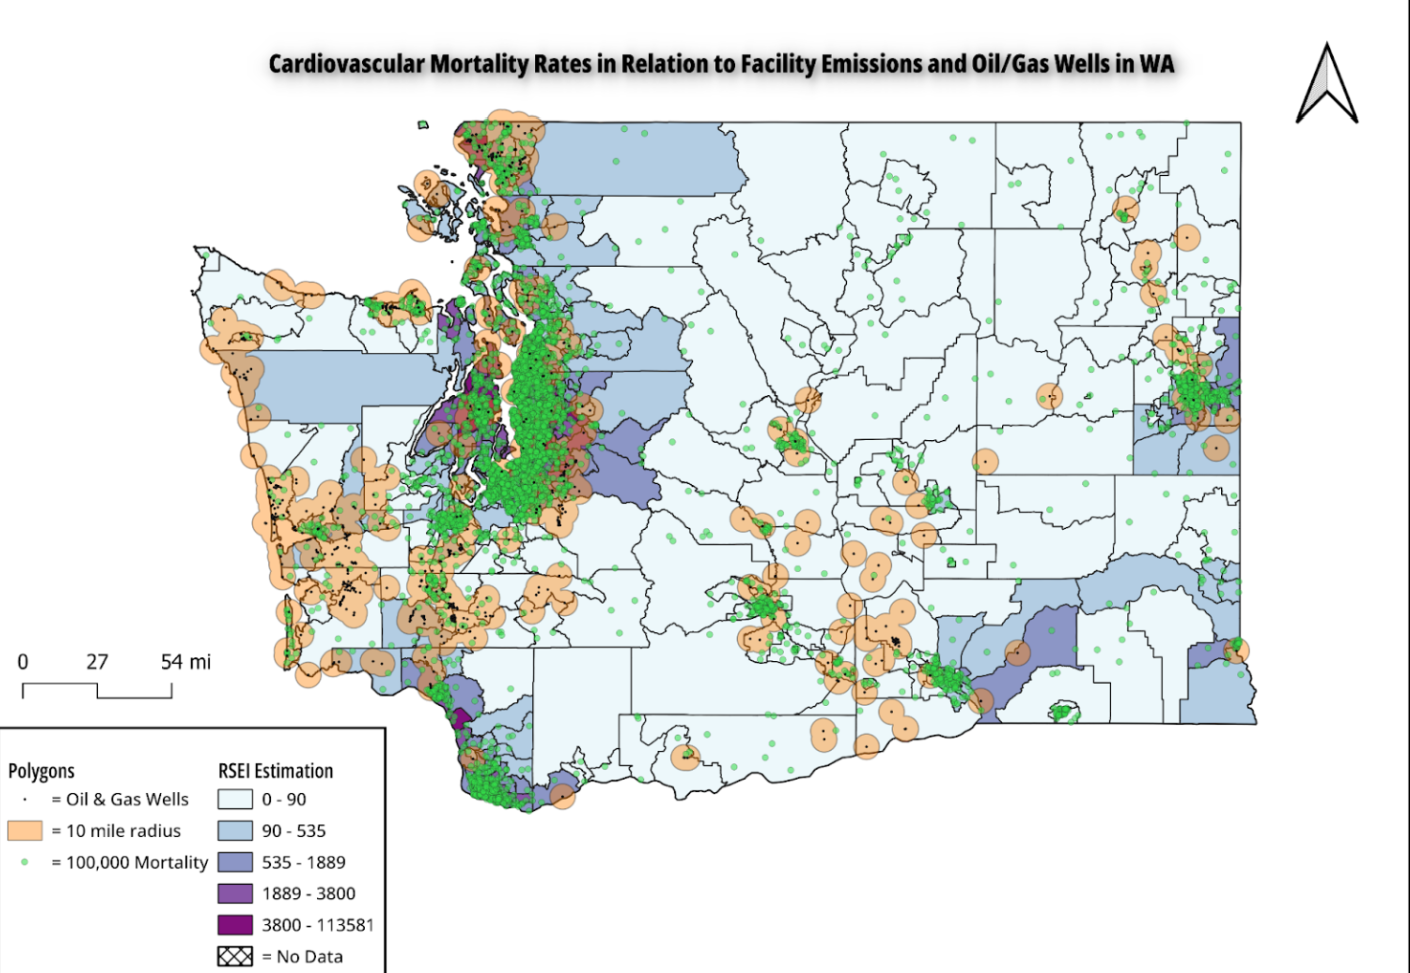 Cardiovascular Mortality Rates in Relation to Facility Emissions and Oil/Gas Wells in WA
0 27 54 mi
Polygons
= Oil & Gas Wells
= 10 mile radius
= 100,000 Mortality
RSEI Estimation
0 - 90
90 - 535
535 - 1889
1889 - 3800
3800 - 113581
= No Data